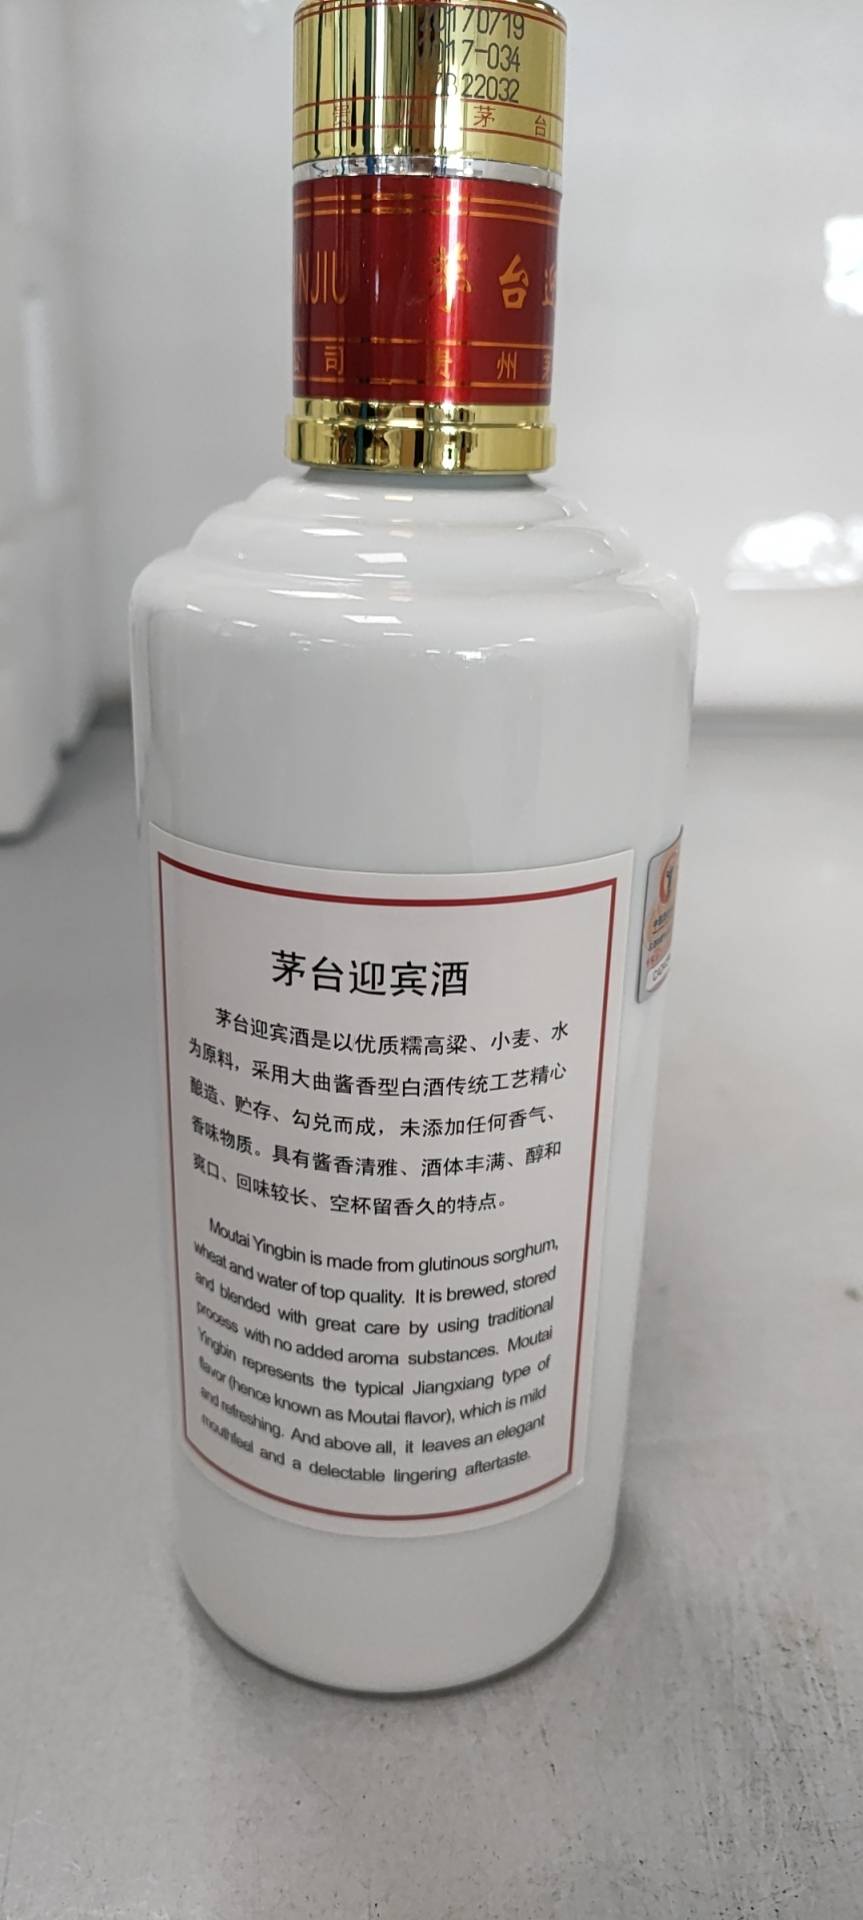 0170719
017-034
22032
贵 茅 台
NJIU 茅台迎
公司 贵州茅
茅台迎宾酒
茅台迎宾酒是以优质糯高粱、小麦、水
为原料，采用大曲酱香型白酒传统工艺精心
酿造、贮存、勾兑而成，未添加任何香气、
香味物质。具有酱香清雅、酒体丰满、醇和
爽口、回味较长、空杯留香久的特点。
Moutai Yingbin is made from glutinous sorghum,
wheat and water of top quality. It is brewed, stored
and blended with great care by using traditional
process with no added aroma substances. Moutai
Yingbin represents the typical Jiangxiang type of
flavor (hence known as Moutai flavor), which is mild
and refreshing. And above all, it leaves an elegant
mouthfeel and a delectable lingering aftertaste.